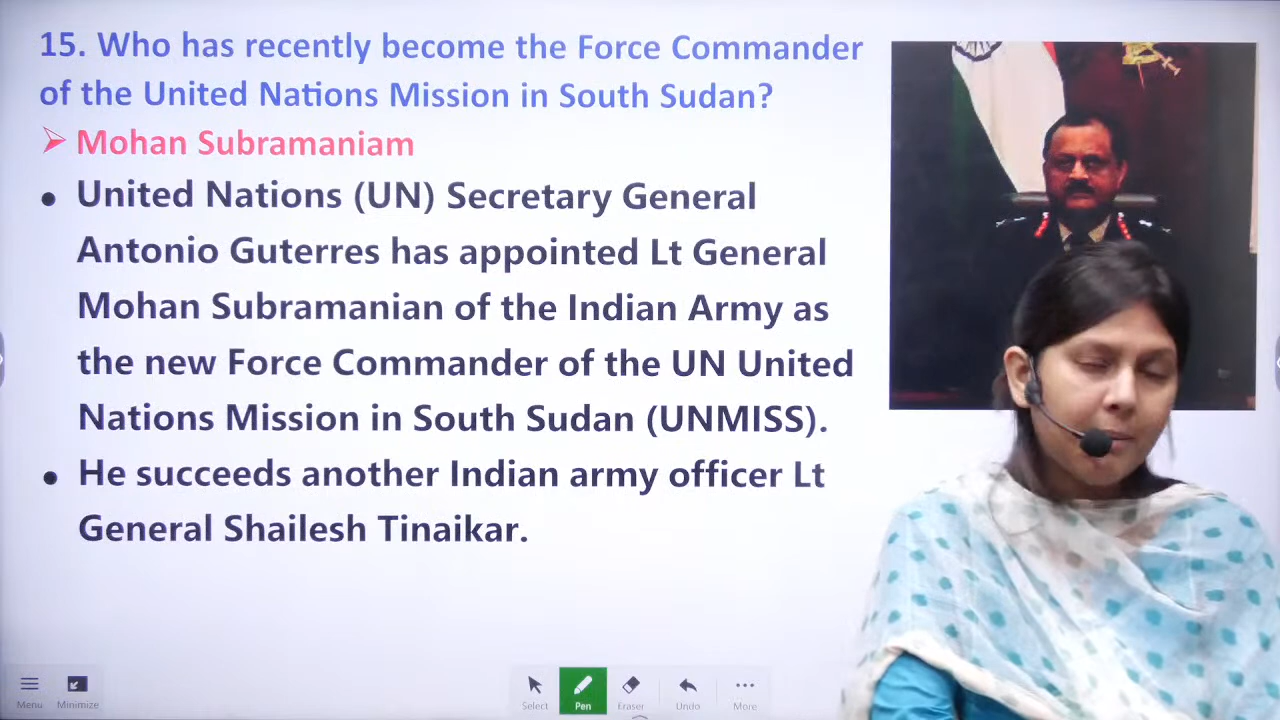 15. Who has recently become the Force Commander
of the United Nations Mission in South Sudan?
➢ Mohan Subramaniam
• United Nations (UN) Secretary General
Antonio Guterres has appointed Lt General
Mohan Subramanian of the Indian Army as
the new Force Commander of the UN United
Nations Mission in South Sudan (UNMISS).
• He succeeds another Indian army officer Lt
General Shailesh Tinaikar.
Menu Minimize Select Pen Eraser Undo More